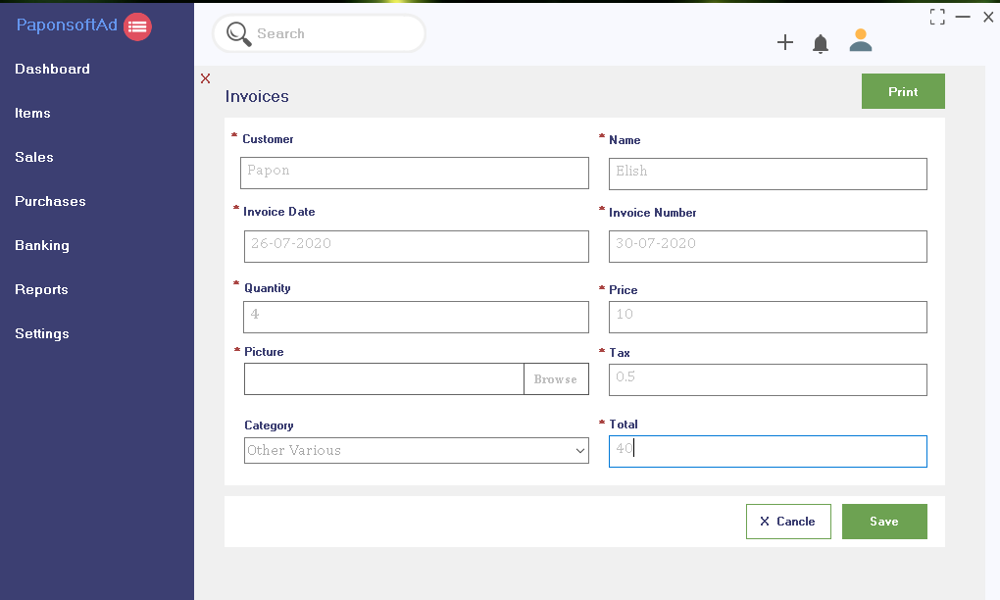 PaponsoftAd
Search
Dashboard
Items
Sales
Purchases
Banking
Reports
Settings
X
Invoices
Print
* Customer
* Name
Papon
Elish
* Invoice Date
* Invoice Number
26-07-2020
30-07-2020
* Quantity
* Price
4
10
* Picture
* Tax
Browse
0.5
Category
* Total
Other Various
40
X Cancle
Save